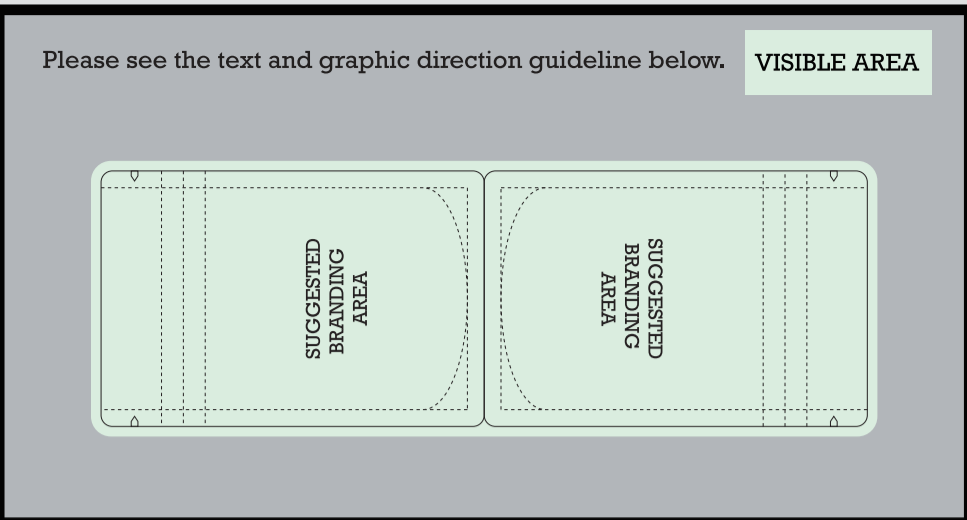 Please see the text and graphic direction guideline below.
VISIBLE AREA
SUGGESTED
BRANDING
AREA
SUGGESTED
BRANDING
AREA